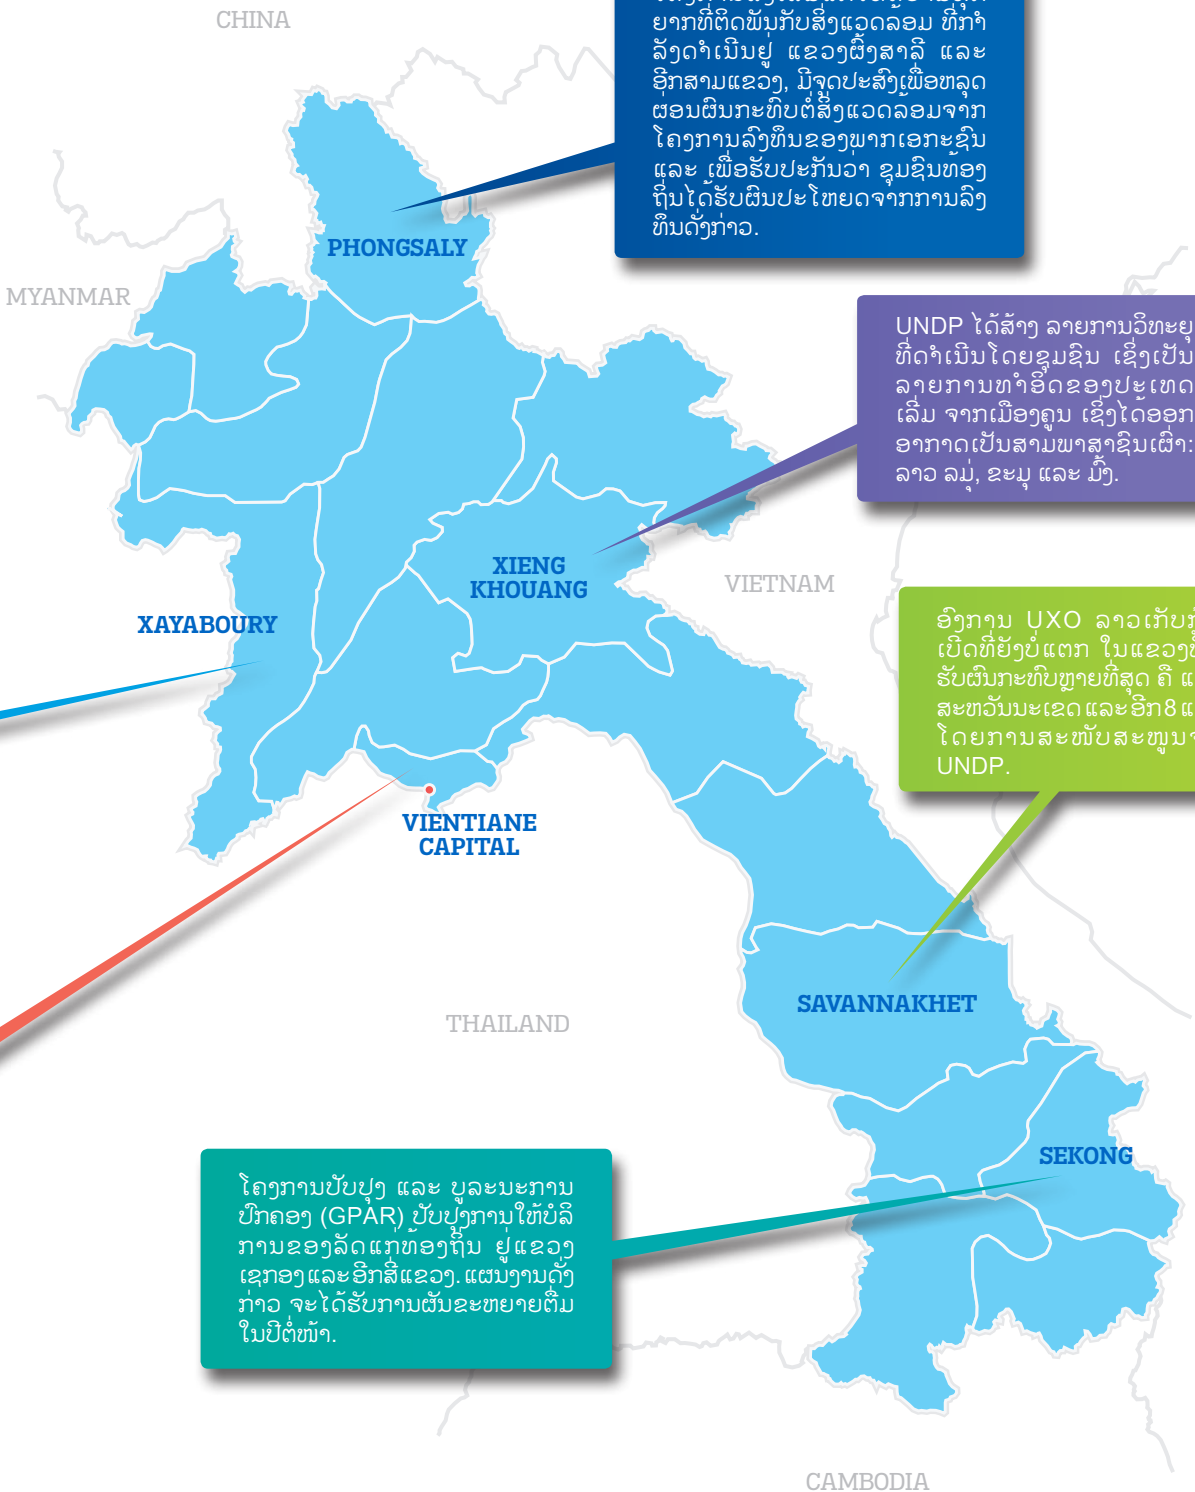 CHINA
ຍາກທີ່ຕິດພັນກັບສິ່ງແວດລ້ອມ ທີ່ກຳ
ລັງດຳເນີນຢູ່ ແຂວງຜົ້ງສາລີ ແລະ
ອີກສາມແຂວງ, ມີຈຸດປະສົງເພື່ອຫລຸດ
ຜ່ອນຜົນກະທົບຕໍ່ສິ່ງແວດລ້ອມຈາກ
ໂຄງການລົງທຶນຂອງພາກເອກະຊົນ
ແລະ ເພື່ອຮັບປະກັນວ່າ ຊຸມຊົນທ້ອງ
ຖິ່ນໄດ້ຮັບຜົນປະໂຫຍດຈາກການລົງ
ທຶນດັ່ງກ່າວ.
PHONGSALY
MYANMAR
UNDP ໄດ້ສ້າງ ລາຍການວິທະຍຸ
ທີ່ດຳເນີນໂດຍຊຸມຊົນ ເຊິ່ງເປັນ
ລາຍການທຳອິດຂອງປະເທດ
ເລີ່ມ ຈາກເມືອງຄູນ ເຊິ່ງໄດ້ອອກ
ອາກາດເປັນສາມພາສາຊົນເຜົ່າ:
ລາວ ລຸ່ມ, ຂະມຸ ແລະ ມົ້ງ.
XIENG
KHOUANG
VIETNAM
XAYABOURY
ອົງການ UXO ລາວເກັບກູ້
ເບີດທີ່ຍັງບໍ່ແຕກ ໃນແຂວງທີ່
ຮັບຜົນກະທົບຫຼາຍທີ່ສຸດ ຄື
ສະຫວັນນະເຂດ ແລະອີກ8
ໂດຍການສະໜັບສະໜູນ
UNDP.
VIENTIANE
CAPITAL
SAVANNAKHET
THAILAND
SEKONG
ໂຄງການປັບປຸງ ແລະ ບູລະນະການ
ປົກຄອງ (GPAR) ປັບປຸງການໃຫ້ບໍລິ
ການຂອງລັດແກ່ທ້ອງຖິ່ນ ຢູ່ແຂວງ
ເຊກອງ ແລະອີກສີ່ແຂວງ. ແຜນງານດັ່ງ
ກ່າວ ຈະໄດ້ຮັບການຜັນຂະຫຍາຍຕື່ມ
ໃນປີຕໍ່ໜ້າ.
CAMBODIA